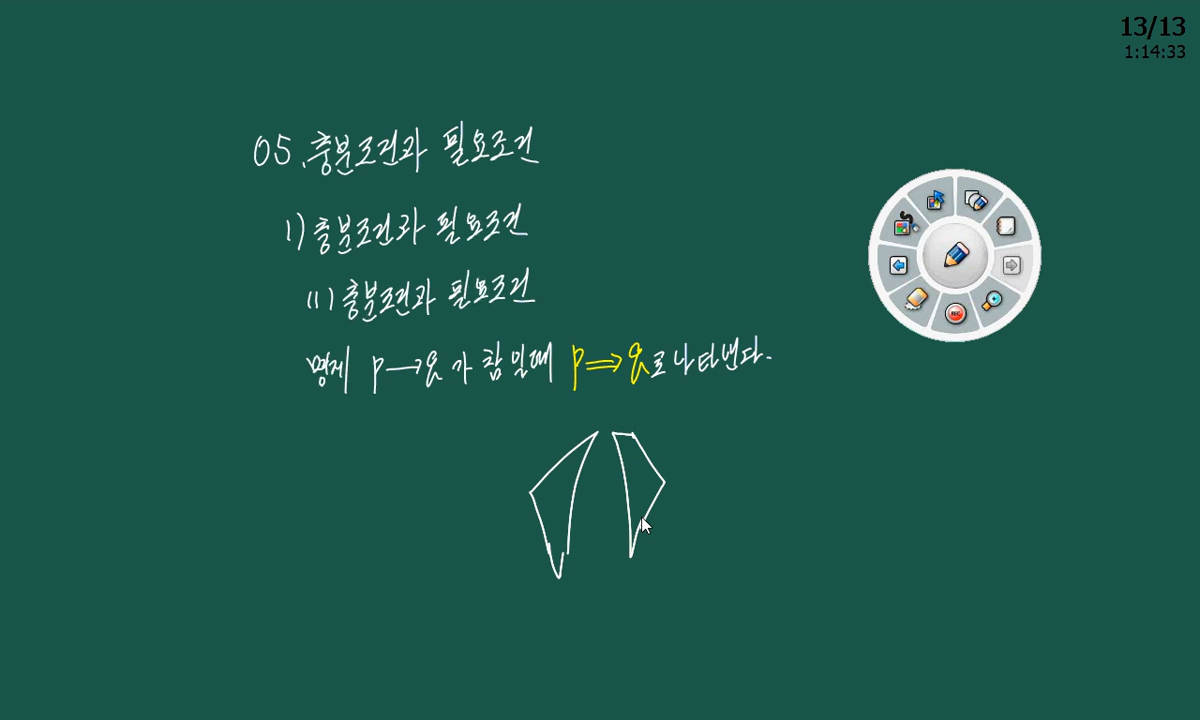 13/13
1:14:33
05. 충분조건과 필요조건
1) 충분조건과 필요조건
(1) 충분조건과 필요조건
명제 p→q가 참일때 p⟹q로 나타낸다.
REC